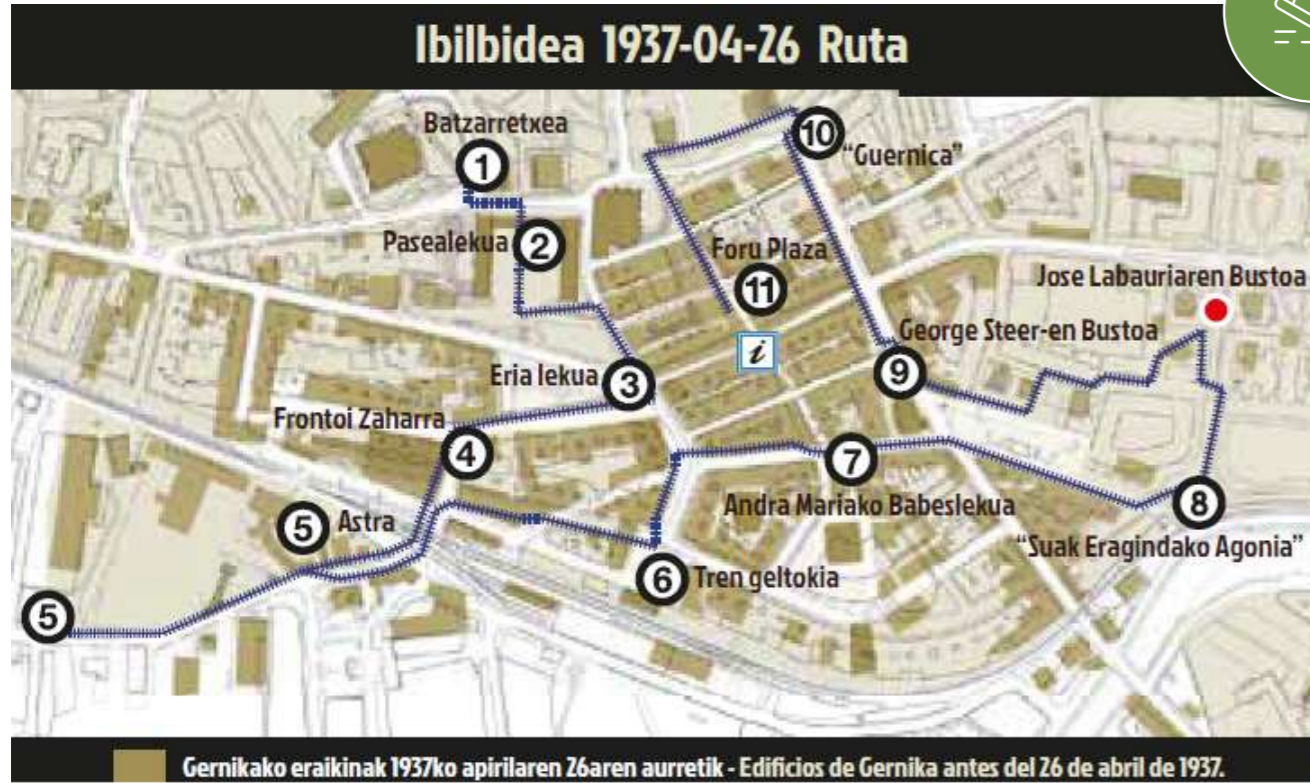 Ibilbidea 1937-04-26 Ruta
Batzarretxea
1
10
"Guernica"
Pasealekua
2
Foru Plaza
11
Jose Labauriaren Bustoa
i
George Steer-en Bustoa
Eria lekua
3
9
Frontoi Zaharra
4
7
Andra Mariako Babeslekua
8
5
Astra
"Suak Eragindako Agonia"
6
Tren geltokia
5
Gernikako eraikinak 1937ko apirilaren 26aren aurretik - Edificios de Gernika antes del 26 de abril de 1937.